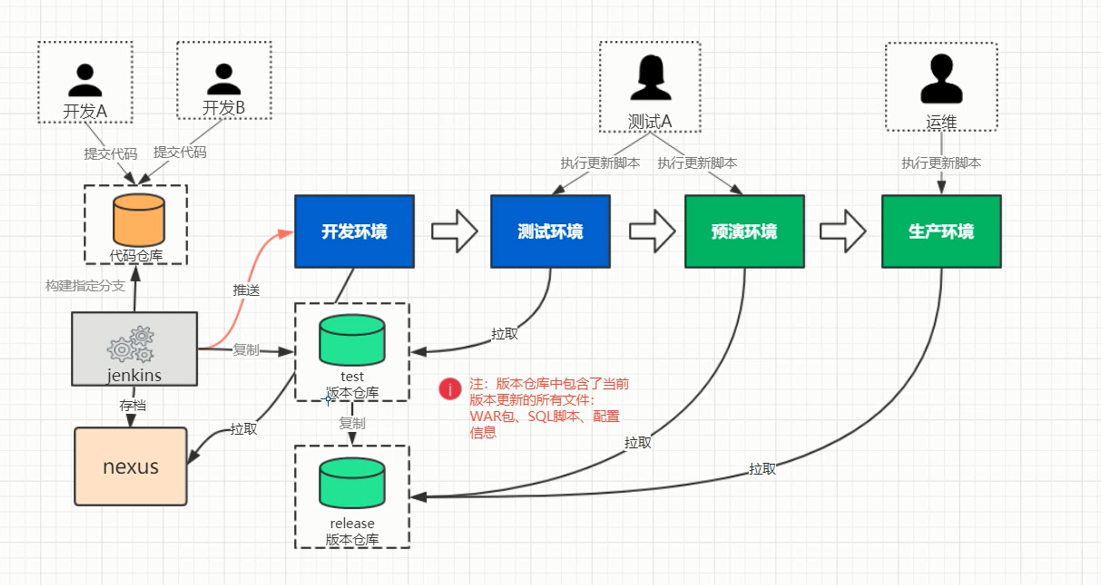 开发A
开发B
测试A
运维
提交代码
提交代码
执行更新脚本
执行更新脚本
执行更新脚本
代码仓库
开发环境
测试环境
预演环境
生产环境
构建指定分支
推送
jenkins
复制
test
版本仓库
拉取
注：版本仓库中包含了当前
版本更新的所有文件：
WAR包、SQL脚本、配置
信息
存档
拉取
复制
拉取
拉取
nexus
release
版本仓库